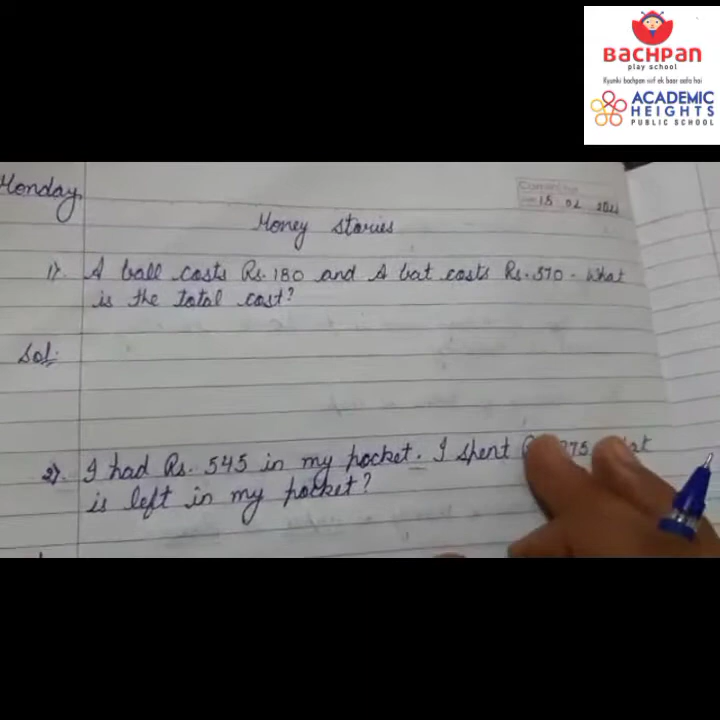 BACHPAN
play school
Kyunki bachpan sirf ek baar aata hai
ACADEMIC
HEIGHTS
PUBLIC SCHOOL
Monday
Money stories
1). A ball costs Rs. 180 and A bat costs Rs. 570. What
is the total cost?
Sol:
2). I had Rs. 545 in my pocket. I spent
is left in my pocket?